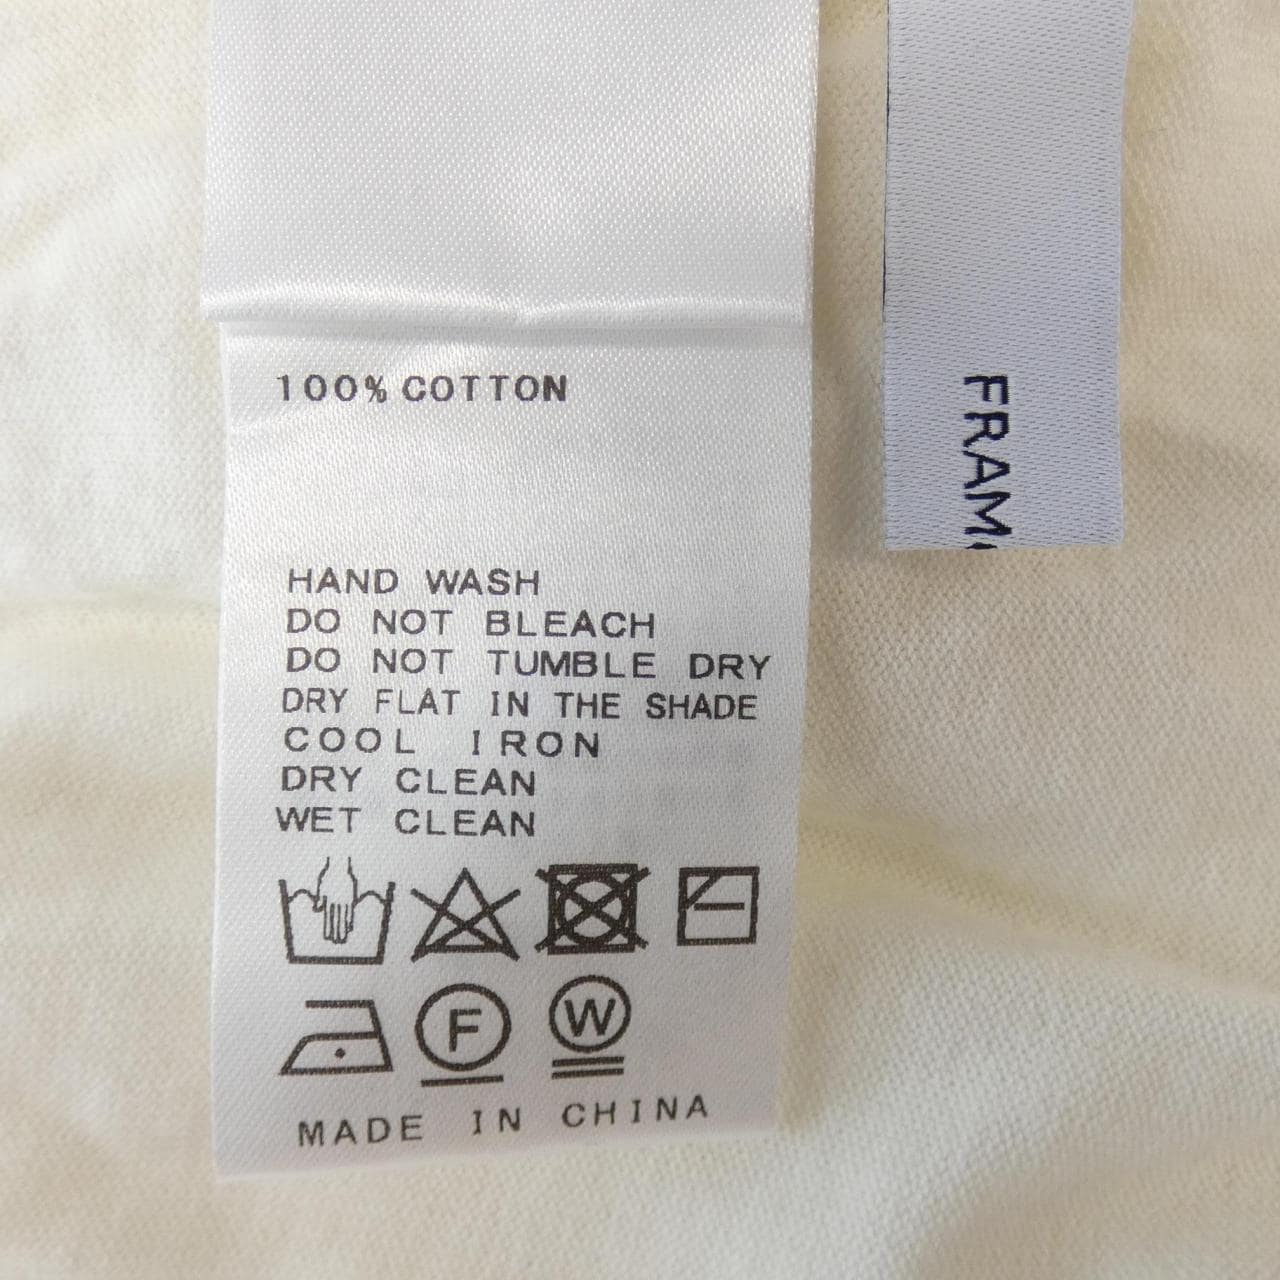 100% COTTON
HAND WASH
DO NOT BLEACH
DO NOT TUMBLE DRY
DRY FLAT IN THE SHADE
COOL IRON
DRY CLEAN
WET CLEAN
F
W
MADE IN CHINA
FRAM